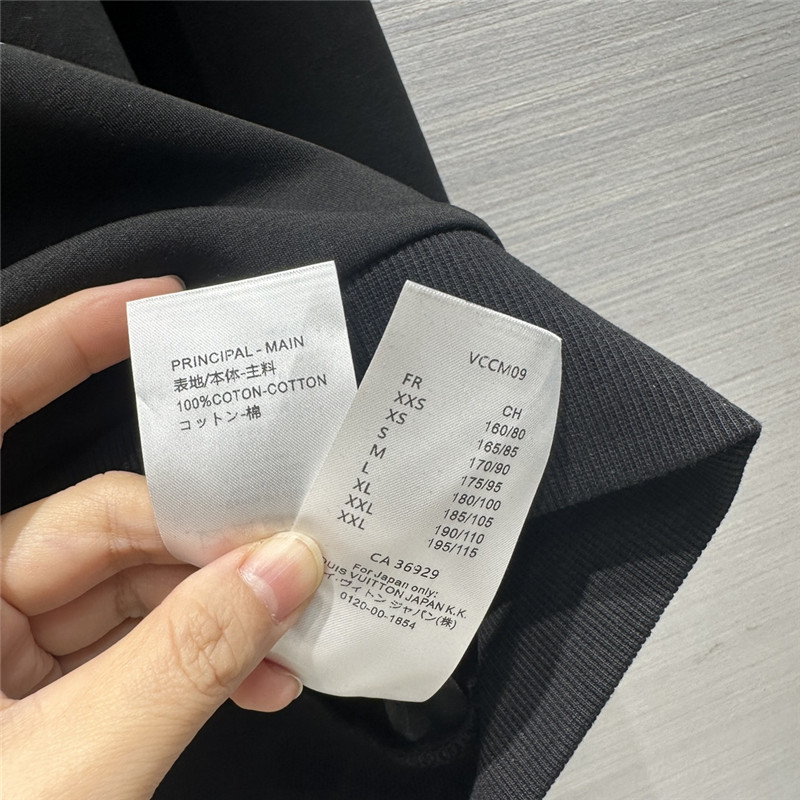 PRINCIPAL - MAIN
表地/本体-主料
100%COTON-COTTON
コットン-棉
VCCM09
FR CH
XXS 160/80
XS 165/85
S 170/90
M 175/95
L 180/100
XL 185/105
XXL 190/110
XXL 195/115
CA 36929
For Japan only:
VUITTON JAPAN K.K.
ヴィトン ジャパン(株)
0120-00-1854